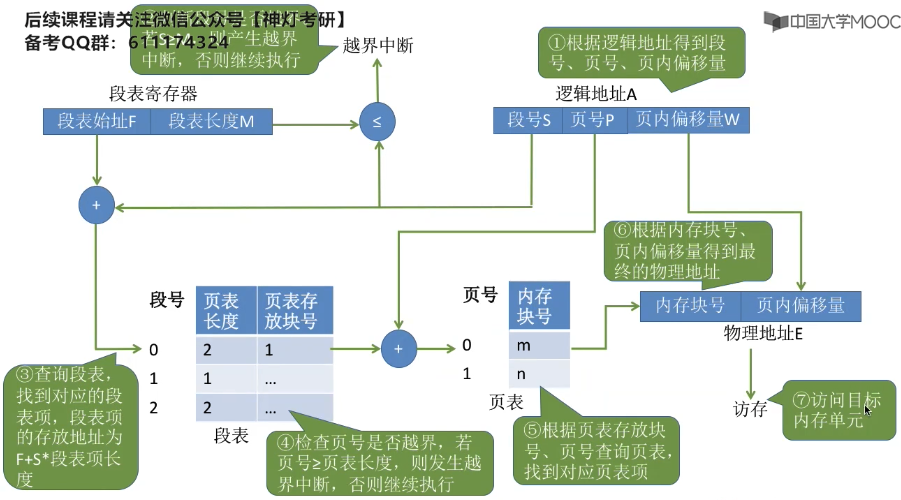 后续课程请关注微信公众号【神灯考研】
备考QQ群：611174324
中国大学MOOC
若S≥M，则产生越界
中断，否则继续执行
越界中断
①根据逻辑地址得到段
号、页号、页内偏移量
段表寄存器
段表始址F
段表长度M
≤
逻辑地址A
段号S
页号P
页内偏移量W
+
⑥根据内存块号、
页内偏移量得到最
终的物理地址
段号
页表
长度
页表存
放块号
0
2
1
1
1
...
2
2
...
段表
+
页号
内存
块号
0
m
1
n
页表
内存块号
页内偏移量
物理地址E
访存
③查询段表，
找到对应的段
表项，段表项
的存放地址为
F+S*段表项长
度
④检查页号是否越界，若
页号≥页表长度，则发生越
界中断，否则继续执行
⑤根据页表存放块
号、页号查询页表，
找到对应页表项
⑦访问目标
内存单元